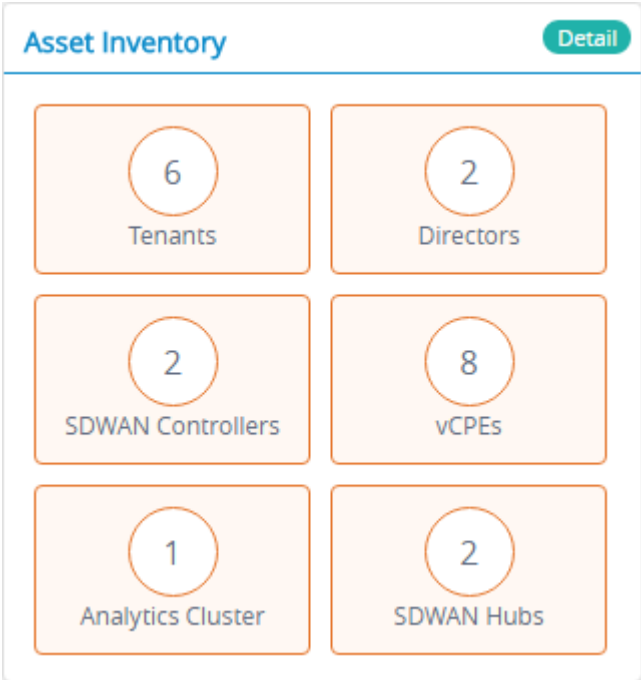 Asset Inventory
Detail
6
Tenants
2
Directors
2
SDWAN Controllers
8
vCPEs
1
Analytics Cluster
2
SDWAN Hubs